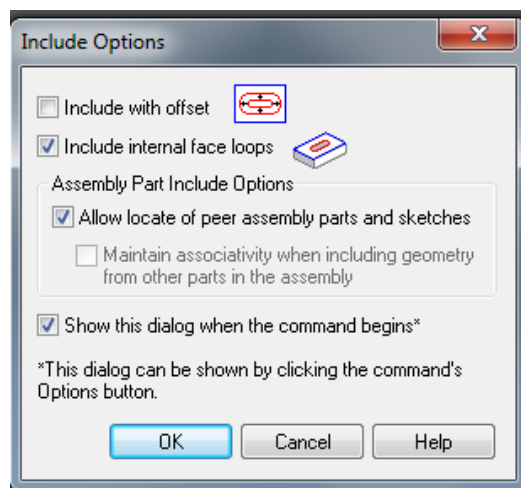 Include Options
Include with offset
Include internal face loops
Assembly Part Include Options
Allow locate of peer assembly parts and sketches
Maintain associativity when including geometry
from other parts in the assembly
Show this dialog when the command begins*
*This dialog can be shown by clicking the command's
Options button.
OK Cancel Help